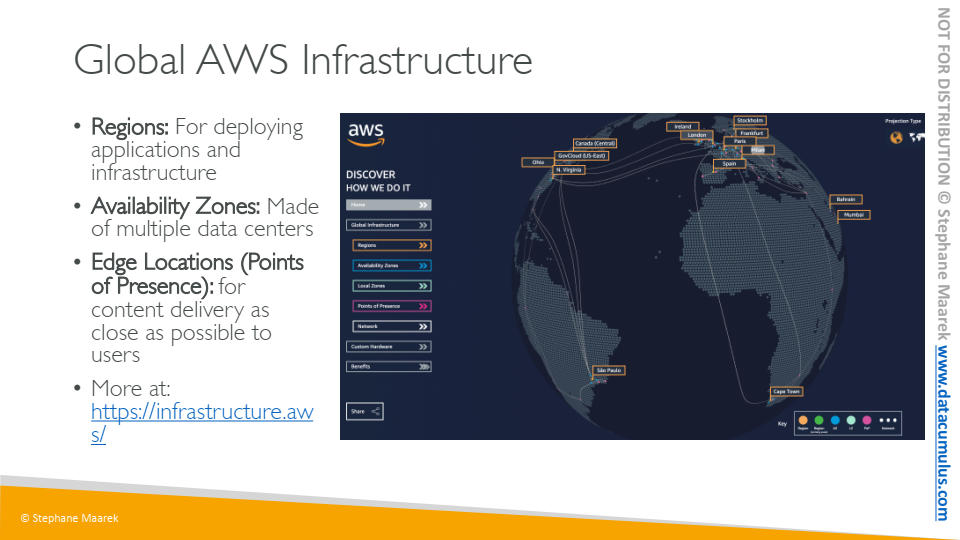 Global AWS Infrastructure
• Regions: For deploying
applications and
infrastructure
• Availability Zones: Made
of multiple data centers
• Edge Locations (Points
of Presence): for
content delivery as
close as possible to
users
• More at:
https://infrastructure.aw
s/
aws
DISCOVER
HOW WE DO IT
Home
Global Infrastructure
Regions
Availability Zones
Local Zones
Points of Presence
Network
Custom Hardware
Benefits
Share
Projection Type
Stockholm
Ireland
Frankfurt
London
Paris
Canada (Central)
Milan
GovCloud (US-East)
Ohio
Spain
N. Virginia
Bahrain
Mumbai
São Paulo
Cape Town
Key
Region
Region
AZ
LZ
PoP
Network
© Stephane Maarek
NOT FOR DISTRIBUTION © Stephane Maarek www.datacumulus.com